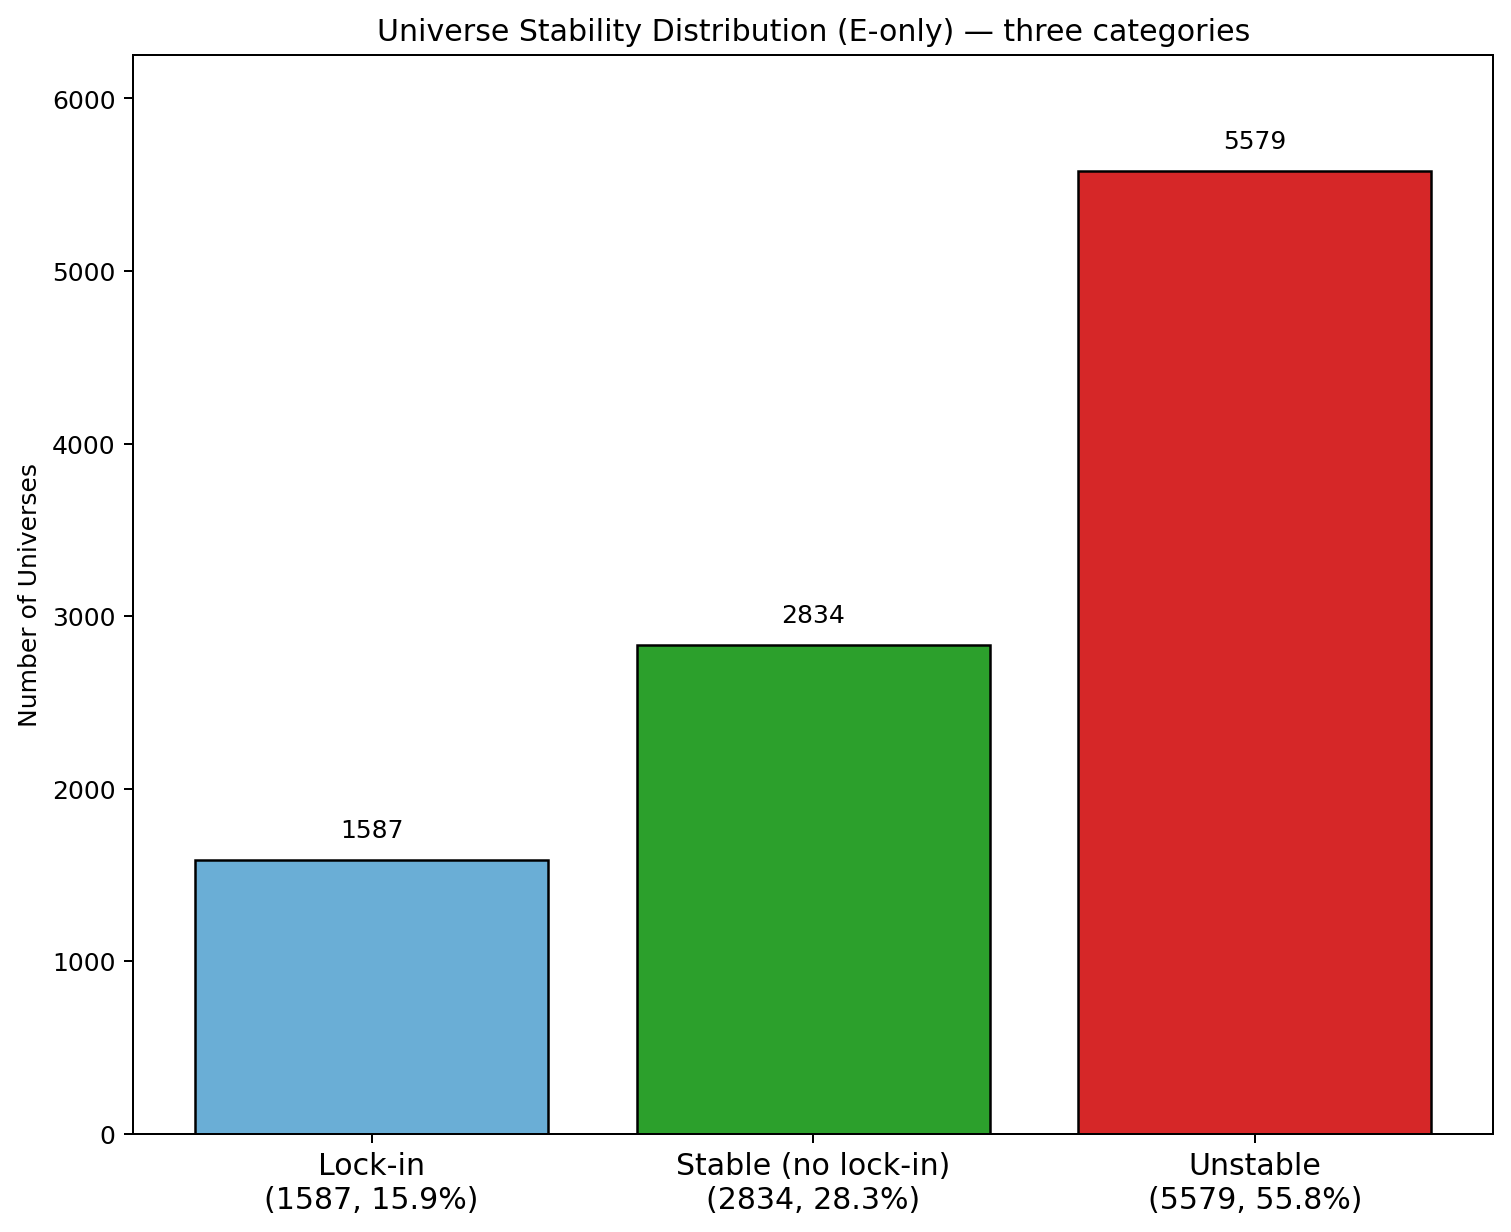 Universe Stability Distribution (E-only) — three categories
6000
5000
4000
3000
2000
1000
0
Number of Universes
1587
2834
5579
Lock-in
(1587, 15.9%)
Stable (no lock-in)
(2834, 28.3%)
Unstable
(5579, 55.8%)